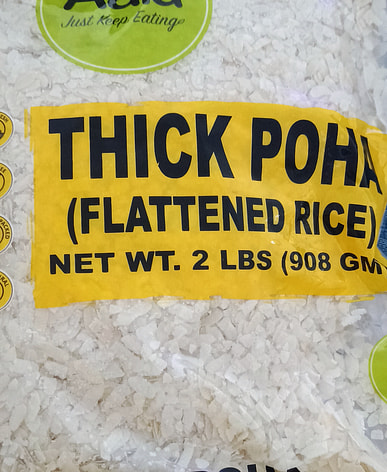 Just Keep Eating
THICK POHA
(FLATTENED RICE)
NET WT. 2 LBS (908 GM